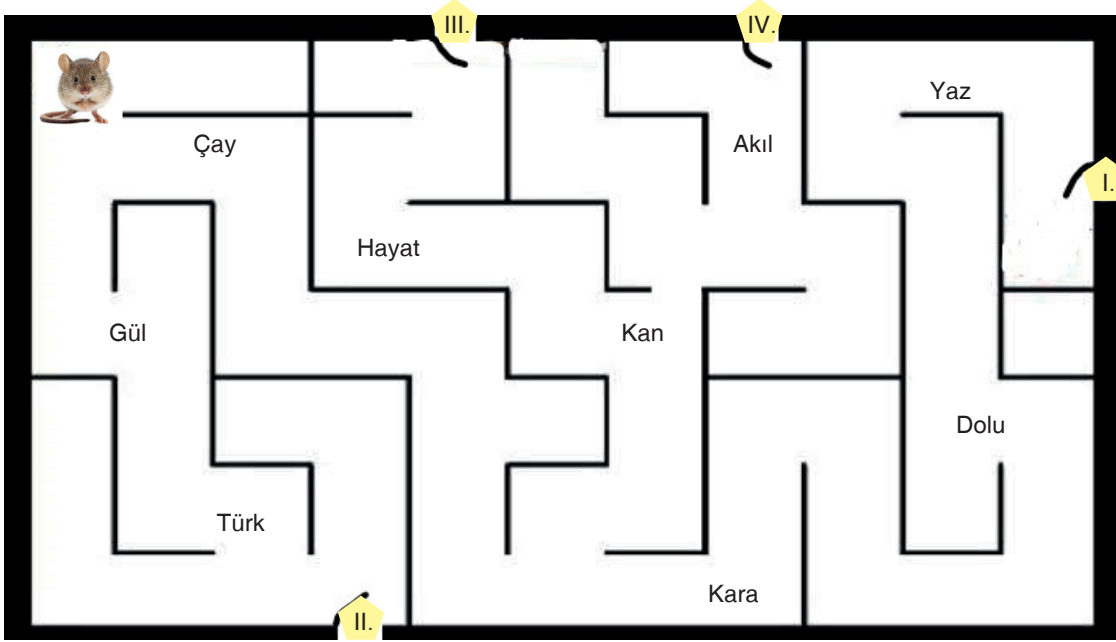 III.
IV.
Yaz
Çay
Akıl
I.
Hayat
Gül
Kan
Dolu
Türk
Kara
II.